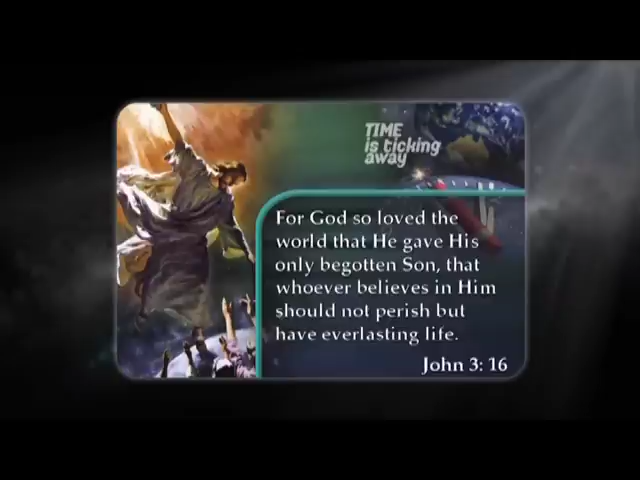 TIME
is ticking
away
For God so loved the
world that He gave His
only begotten Son, that
whoever believes in Him
should not perish but
have everlasting life.
John 3: 16